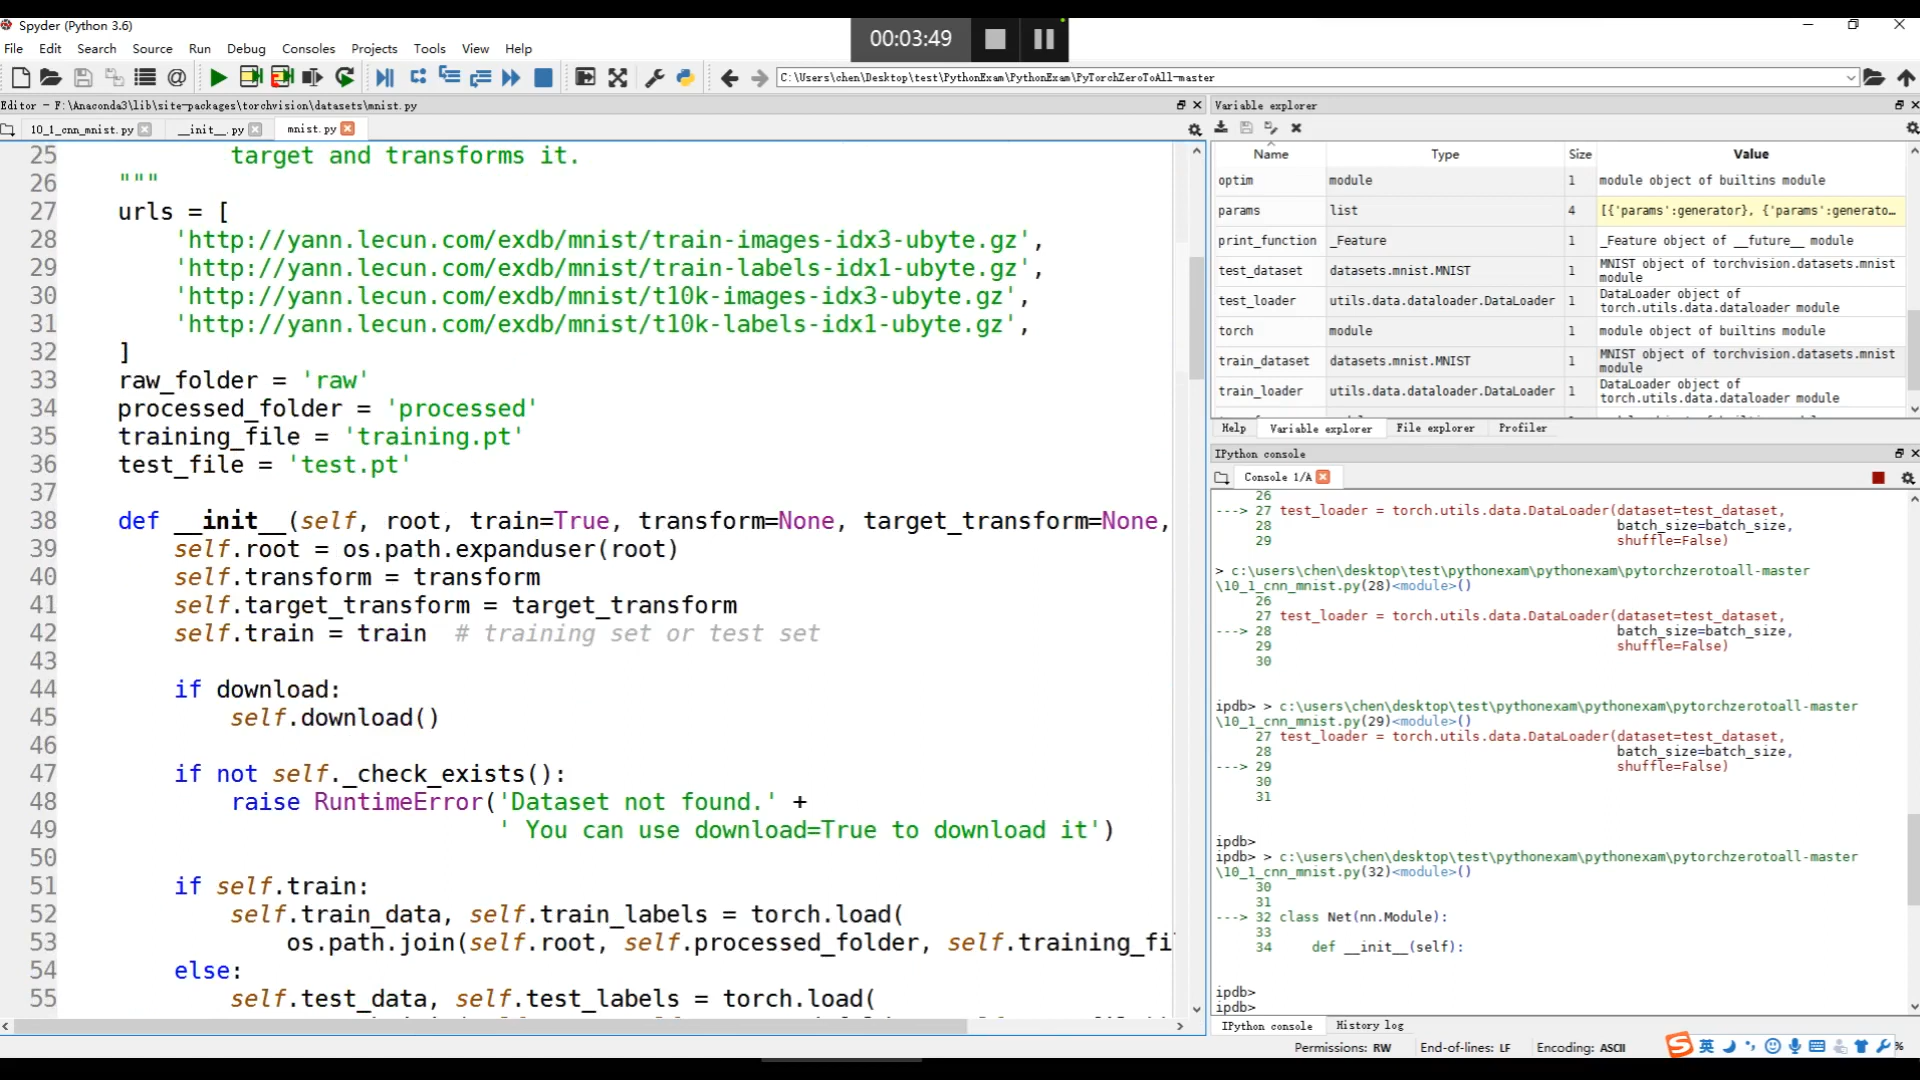 Spyder (Python 3.6)
00:03:49
File Edit Search Source Run Debug Consoles Projects Tools View Help
C:\Users\chen\Desktop\test\PythonExam\PythonExam\PyTorchZeroToAll-master
Editor - F:\Anaconda3\lib\site-packages\torchvision\datasets\mnist.py
10_1_cnn_mnist.py __init__.py mnist.py
25 target and transforms it.
26 """
27 urls = [
28 'http://yann.lecun.com/exdb/mnist/train-images-idx3-ubyte.gz',
29 'http://yann.lecun.com/exdb/mnist/train-labels-idx1-ubyte.gz',
30 'http://yann.lecun.com/exdb/mnist/t10k-images-idx3-ubyte.gz',
31 'http://yann.lecun.com/exdb/mnist/t10k-labels-idx1-ubyte.gz',
32 ]
33 raw_folder = 'raw'
34 processed_folder = 'processed'
35 training_file = 'training.pt'
36 test_file = 'test.pt'
37
38 def __init__(self, root, train=True, transform=None, target_transform=None,
39 self.root = os.path.expanduser(root)
40 self.transform = transform
41 self.target_transform = target_transform
42 self.train = train # training set or test set
43
44 if download:
45 self.download()
46
47 if not self._check_exists():
48 raise RuntimeError('Dataset not found.' +
49 ' You can use download=True to download it')
50
51 if self.train:
52 self.train_data, self.train_labels = torch.load(
53 os.path.join(self.root, self.processed_folder, self.training_fi
54 else:
55 self.test_data, self.test_labels = torch.load(
Variable explorer
Name Type Size Value
optim module 1 module object of builtins module
params list 4 [{'params':generator}, {'params':generato…
print_function _Feature 1 _Feature object of __future__ module
test_dataset datasets.mnist.MNIST 1 MNIST object of torchvision.datasets.mnist
module
test_loader utils.data.dataloader.DataLoader 1 DataLoader object of
torch.utils.data.dataloader module
torch module 1 module object of builtins module
train_dataset datasets.mnist.MNIST 1 MNIST object of torchvision.datasets.mnist
module
train_loader utils.data.dataloader.DataLoader 1 DataLoader object of
torch.utils.data.dataloader module
Help Variable explorer File explorer Profiler
IPython console
Console 1/A
26
---> 27 test_loader = torch.utils.data.DataLoader(dataset=test_dataset,
28 batch_size=batch_size,
29 shuffle=False)
> c:\users\chen\desktop\test\pythonexam\pythonexam\pytorchzerotoall-master
\10_1_cnn_mnist.py(28)<module>()
26
27 test_loader = torch.utils.data.DataLoader(dataset=test_dataset,
---> 28 batch_size=batch_size,
29 shuffle=False)
30
ipdb> > c:\users\chen\desktop\test\pythonexam\pythonexam\pytorchzerotoall-master
\10_1_cnn_mnist.py(29)<module>()
27 test_loader = torch.utils.data.DataLoader(dataset=test_dataset,
28 batch_size=batch_size,
---> 29 shuffle=False)
30
31
ipdb>
ipdb> > c:\users\chen\desktop\test\pythonexam\pythonexam\pytorchzerotoall-master
\10_1_cnn_mnist.py(32)<module>()
30
31
---> 32 class Net(nn.Module):
33
34 def __init__(self):
ipdb>
ipdb>
IPython console History log
Permissions: RW End-of-lines: LF Encoding: ASCII
英
%